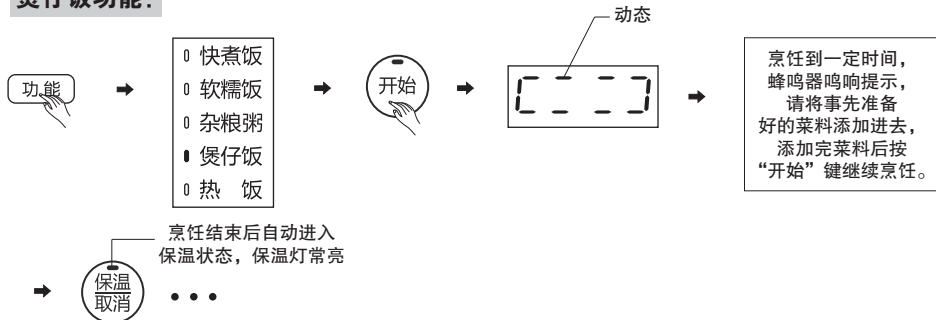 煲仔饭功能：
动态
功能
快煮饭
软糯饭
杂粮粥
煲仔饭
热 饭
开始
烹饪到一定时间，
蜂鸣器鸣响提示，
请将事先准备
好的菜料添加进去，
添加完菜料后按
“开始”键继续烹饪。
烹饪结束后自动进入
保温状态，保温灯常亮
保温
取消